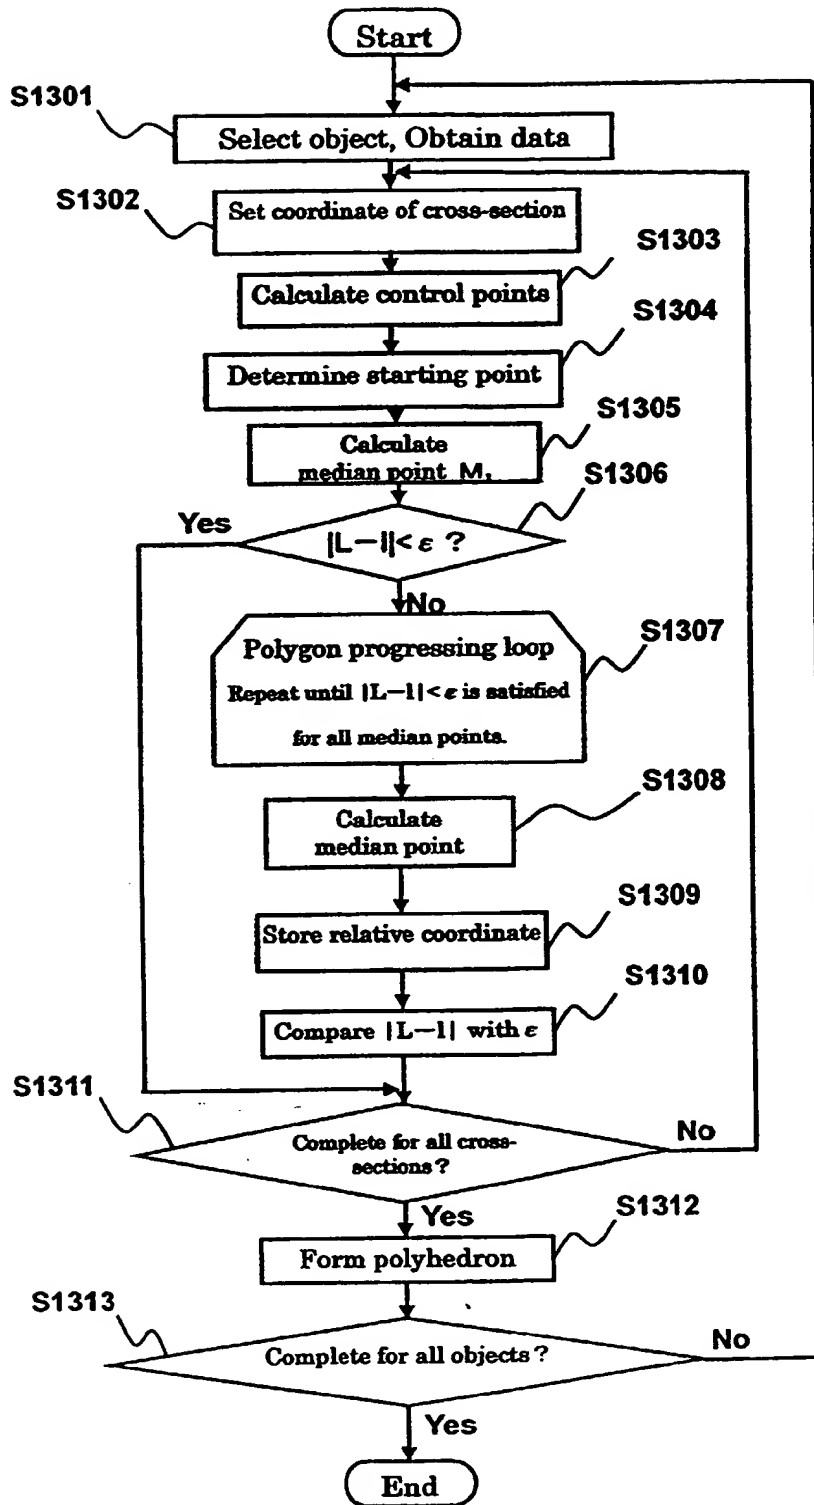 Start
S1301
Select object, Obtain data
S1302
Set coordinate of cross-section
S1303
Calculate control points
S1304
Determine starting point
S1305
Calculate
median point M,
S1306
Yes
|L−l|< ε ?
No
S1307
Polygon progressing loop
Repeat until |L−l|< ε is satisfied
for all median points.
S1308
Calculate
median point
S1309
Store relative coordinate
S1310
Compare |L−l| with ε
S1311
Complete for all cross-
sections ?
No
Yes
S1312
Form polyhedron
S1313
Complete for all objects ?
No
Yes
End